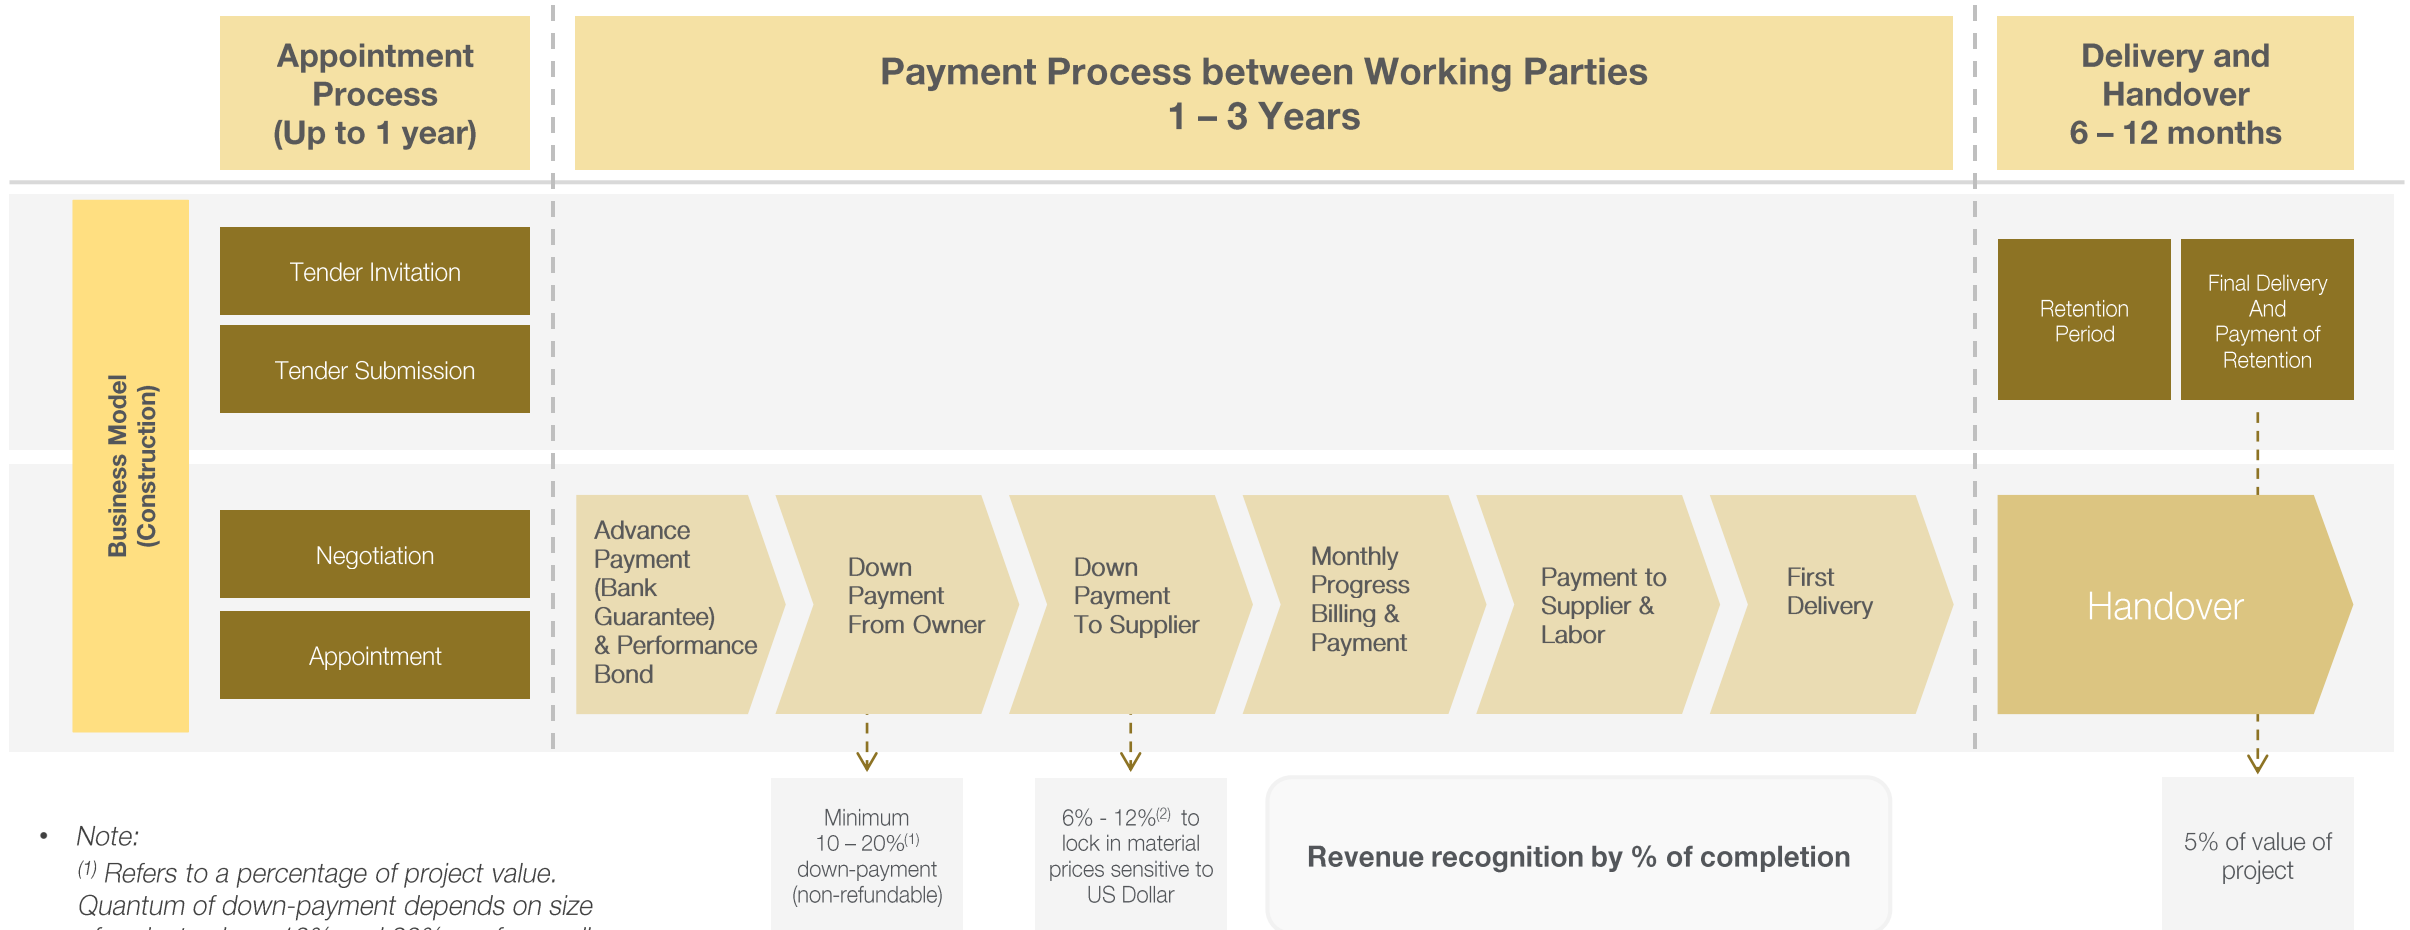 Appointment
Process
(Up to 1 year)
Payment Process between Working Parties
1 – 3 Years
Delivery and
Handover
6 – 12 months
Business Model
(Construction)
Tender Invitation
Tender Submission
Retention
Period
Final Delivery
And
Payment of
Retention
Negotiation
Appointment
Advance
Payment
(Bank
Guarantee)
& Performance
Bond
Down
Payment
From Owner
Down
Payment
To Supplier
Monthly
Progress
Billing &
Payment
Payment to
Supplier &
Labor
First
Delivery
Handover
Minimum
10 – 20%(1)
down-payment
(non-refundable)
6% - 12%(2) to
lock in material
prices sensitive to
US Dollar
Revenue recognition by % of completion
5% of value of
project
• Note:
(1) Refers to a percentage of project value.
Quantum of down-payment depends on size